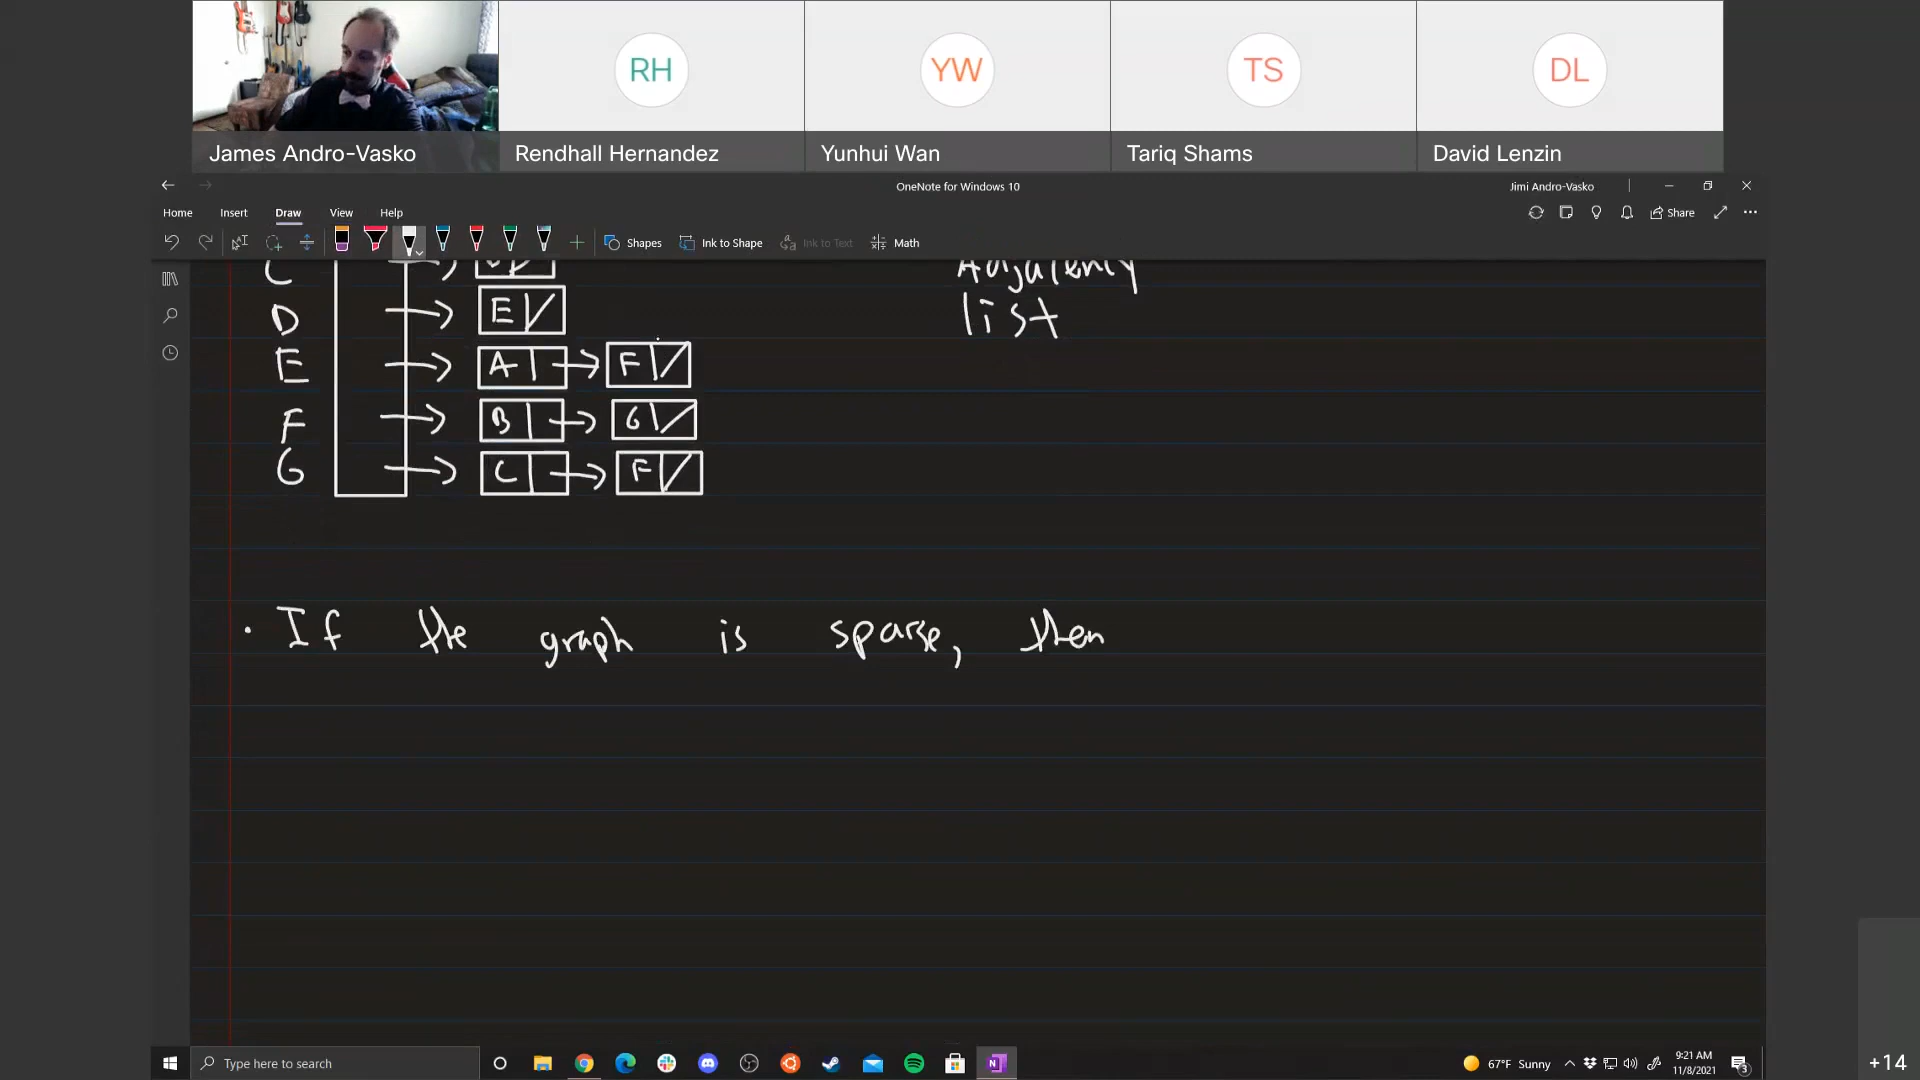 RH
YW
TS
DL
James Andro-Vasko
Rendhall Hernandez
Yunhui Wan
Tariq Shams
David Lenzin
OneNote for Windows 10
Jimi Andro-Vasko
Home Insert Draw View Help
Share
Shapes Ink to Shape Ink to Text Math
C
Adjacency
D E
list
E A F
F B G
G C F
· If the graph is sparse, then
Type here to search
67°F Sunny
9:21 AM
11/8/2021
3
+14